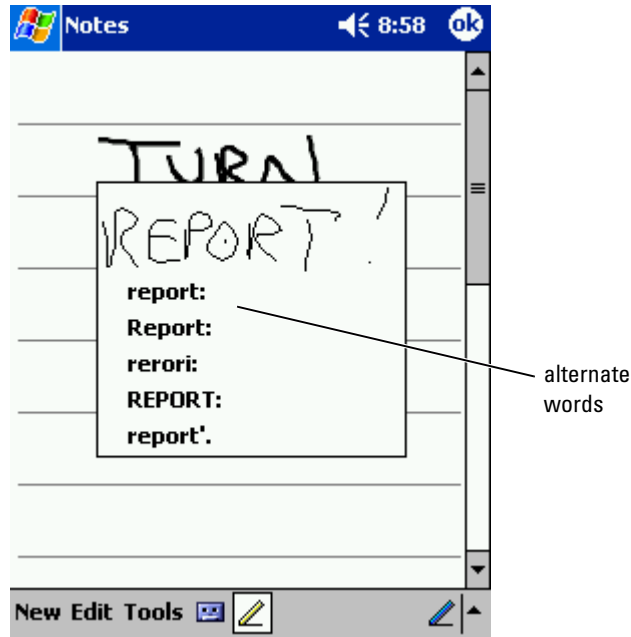 Notes 8:58 ok
TURN
REPORT!
report:
Report:
rerori:
REPORT:
report'.
alternate
words
New Edit Tools